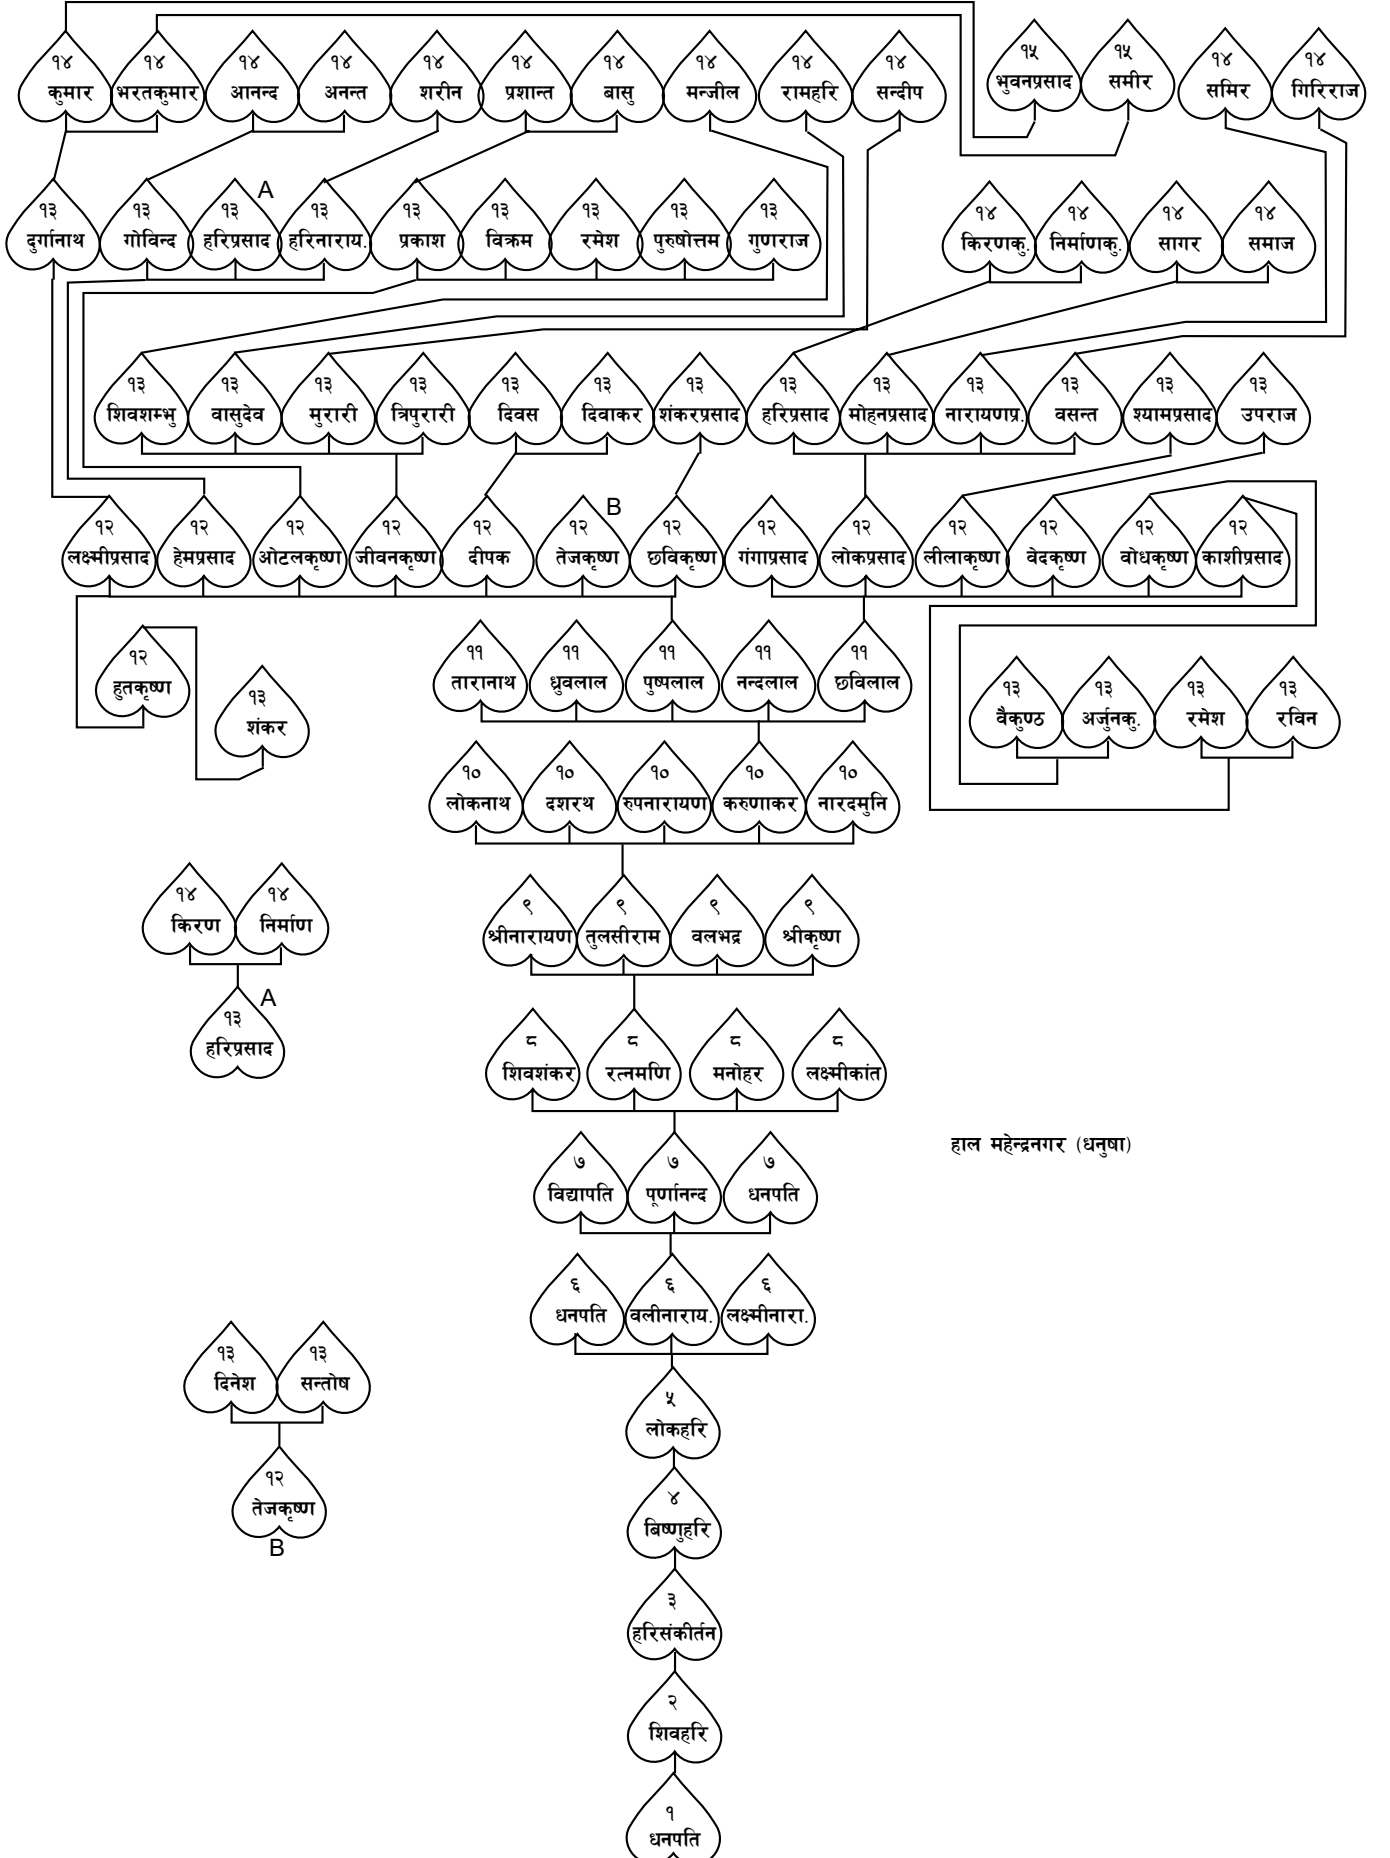 १५ १५
भुवनप्रसाद समीर
१४ १४ १४ १४ १४ १४ १४ १४ १४ १४ १४ १४
कुमार भरतकुमार आनन्द अनन्त शरीन प्रशान्त बासु मन्जील रामहरि सन्दीप समिर गिरिराज
A
१३ १३ १३ १३ १३ १३ १३ १३ १३ १४ १४ १४ १४
दुर्गानाथ गोविन्द हरिप्रसाद हरिनाराय. प्रकाश विक्रम रमेश पुरुषोत्तम गुणराज किरणकु. निर्माणकु. सागर समाज
१३ १३ १३ १३ १३ १३ १३ १३ १३ १३ १३ १३ १३
शिवशम्भु वासुदेव मुरारी त्रिपुरारी दिवस दिवाकर शंकरप्रसाद हरिप्रसाद मोहनप्रसाद नारायणप्र. वसन्त श्यामप्रसाद उपराज
B
१२ १२ १२ १२ १२ १२ १२ १२ १२ १२ १२ १२ १२
लक्ष्मीप्रसाद हेमप्रसाद ओटलकृष्ण जीवनकृष्ण दीपक तेजकृष्ण छविकृष्ण गंगाप्रसाद लोकप्रसाद लीलाकृष्ण वेदकृष्ण वोधकृष्ण काशीप्रसाद
१२ ११ ११ ११ ११ ११
हुतकृष्ण तारानाथ ध्रुवलाल पुष्पलाल नन्दलाल छविलाल
१३ १३ १३ १३ १३
शंकर वैकुण्ठ अर्जुनकु. रमेश रविन
१० १० १० १० १०
लोकनाथ दशरथ रुपनारायण करुणाकर नारदमुनि
१४ १४ ९ ९ ९ ९
किरण निर्माण श्रीनारायण तुलसीराम वलभद्र श्रीकृष्ण
A
१३ ८ ८ ८ ८
हरिप्रसाद शिवशंकर रत्नमणि मनोहर लक्ष्मीकांत
हाल महेन्द्रनगर (धनुषा)
७ ७ ७
विद्यापति पूर्णानन्द धनपति
६ ६ ६
धनपति वलीनाराय. लक्ष्मीनारा.
१३ १३ ५
दिनेश सन्तोष लोकहरि
१२ ४
तेजकृष्ण बिष्णुहरि
B
३
हरिसंकीर्तन
२
शिवहरि
१
धनपति